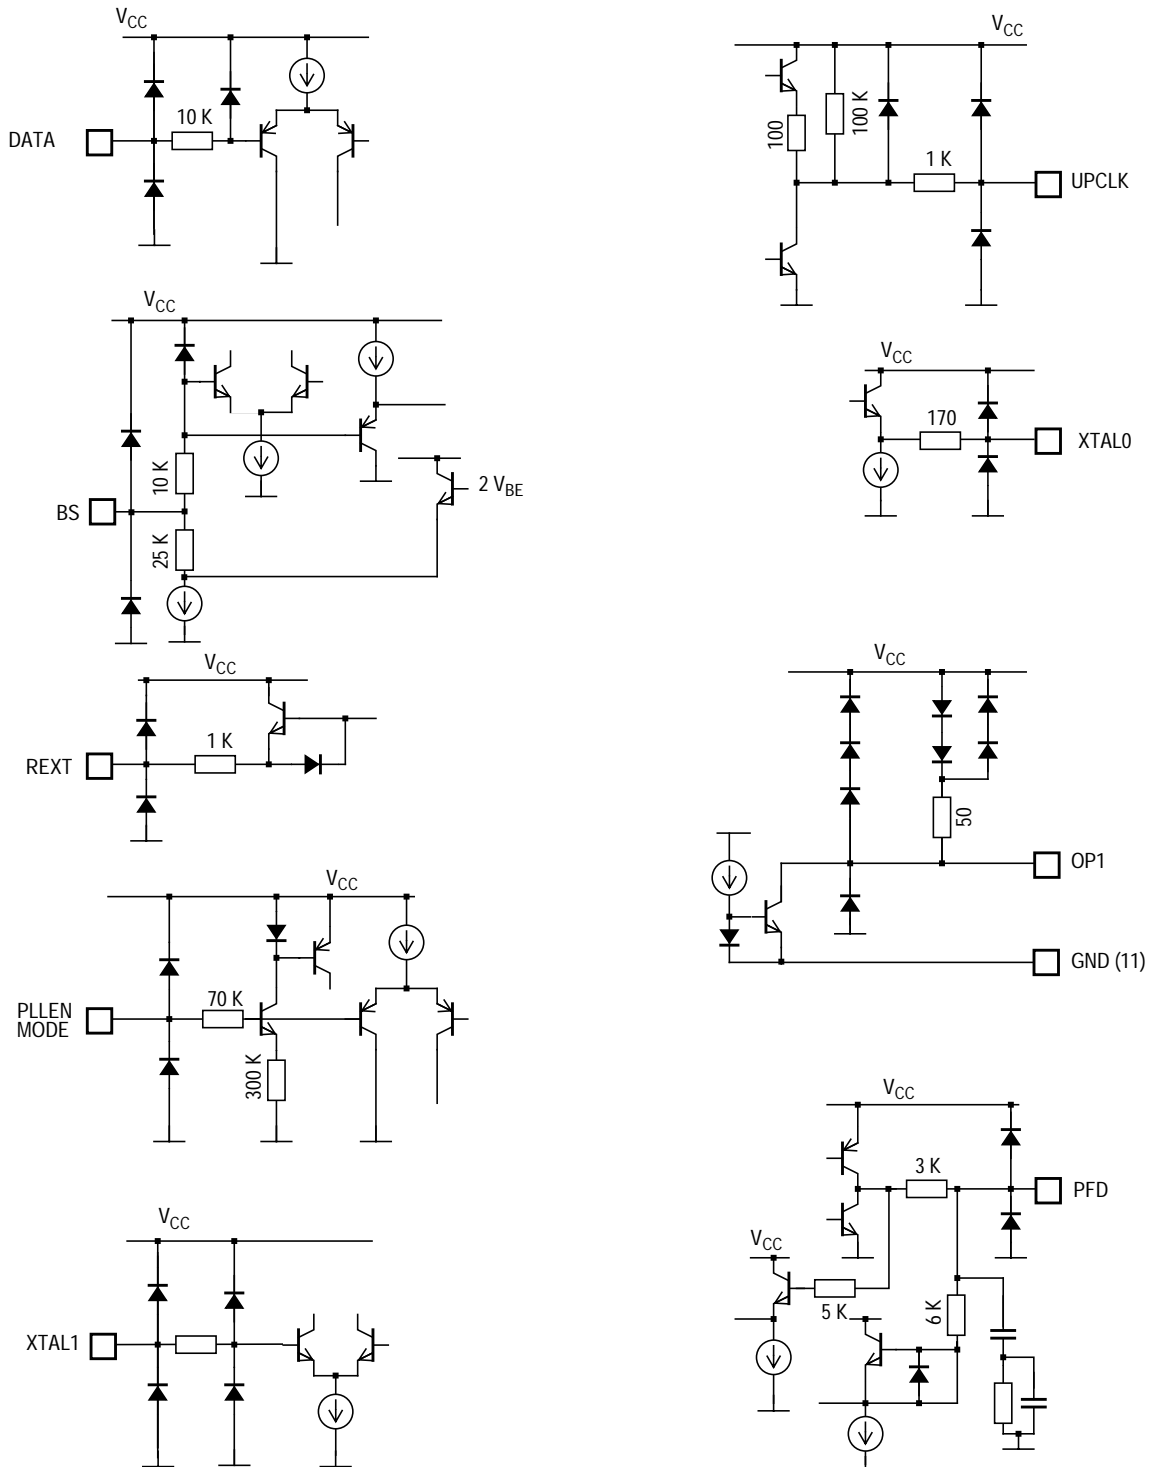 VCC
10 K
DATA
VCC
10 K
BS
25 K
2 VBE
VCC
1 K
REXT
VCC
70 K
PLLEN
MODE
300 K
VCC
XTAL1
VCC
100
100 K
1 K
UPCLK
VCC
170
XTAL0
VCC
50
OP1
GND (11)
VCC
3 K
PFD
VCC
5 K
6 K